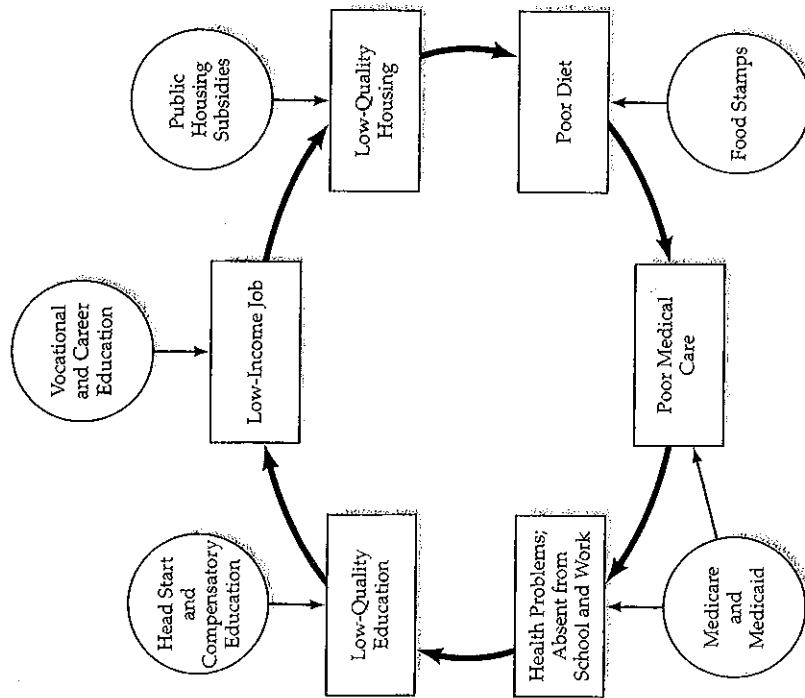 Vocational
and Career
Education
Head Start
and
Compensatory
Education
Public
Housing
Subsidies
Low-Income Job
Low-Quality
Education
Low-Quality
Housing
Health Problems;
Absent from
School and Work
Poor Diet
Poor Medical
Care
Medicare
and
Medicaid
Food Stamps